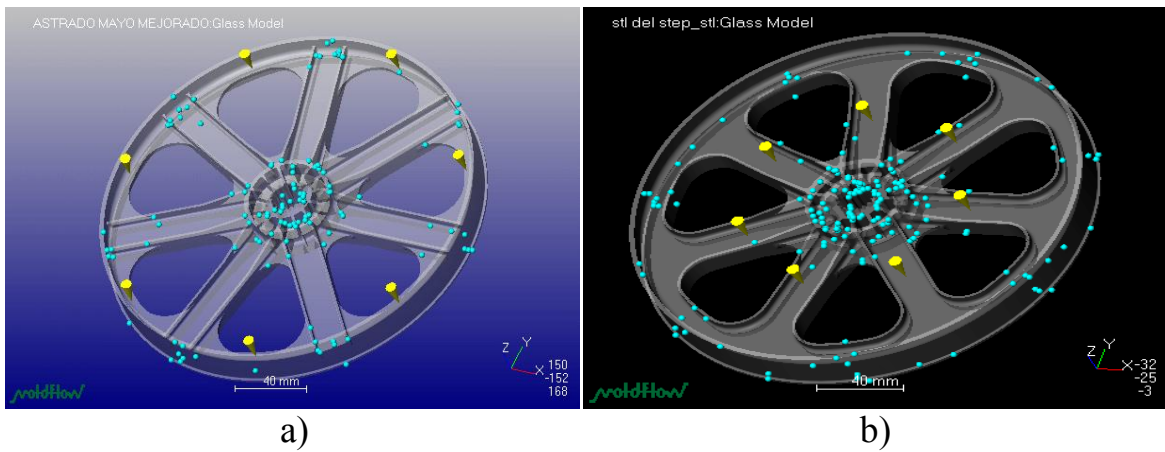 ASTRADO MAYO MEJORADO:Glass Model
stl del step_stl:Glass Model
Z Y X
150
-152
168
40 mm
moldflow
Z Y X
-32
-25
-3
40 mm
moldflow
a) b)